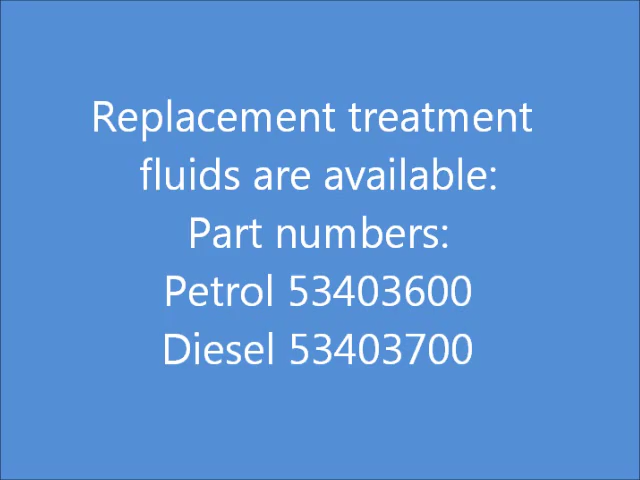 Replacement treatment
fluids are available:
Part numbers:
Petrol 53403600
Diesel 53403700